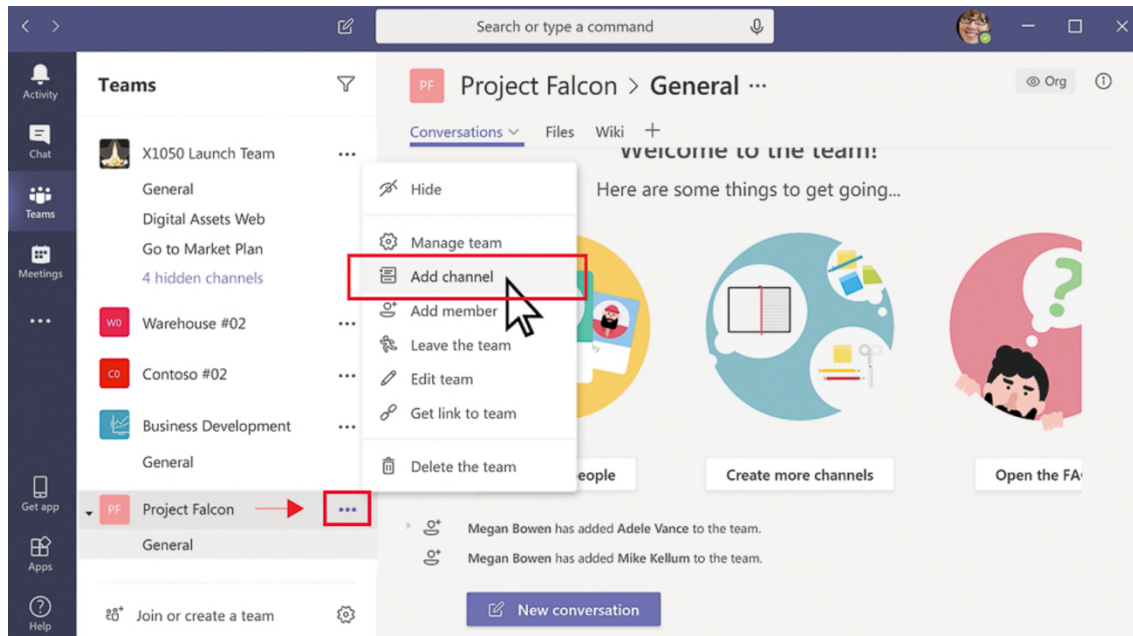 Search or type a command
Activity
Chat
Teams
Meetings
Get app
Apps
Help
Teams
X1050 Launch Team
General
Digital Assets Web
Go to Market Plan
4 hidden channels
W0
Warehouse #02
C0
Contoso #02
Business Development
General
PF
Project Falcon
General
Join or create a team
Hide
Manage team
Add channel
Add member
Leave the team
Edit team
Get link to team
Delete the team
PF
Project Falcon > General
Org
Conversations
Files
Wiki
Welcome to the team!
Here are some things to get going...
eople
Create more channels
Open the FA
Megan Bowen has added Adele Vance to the team.
Megan Bowen has added Mike Kellum to the team.
New conversation